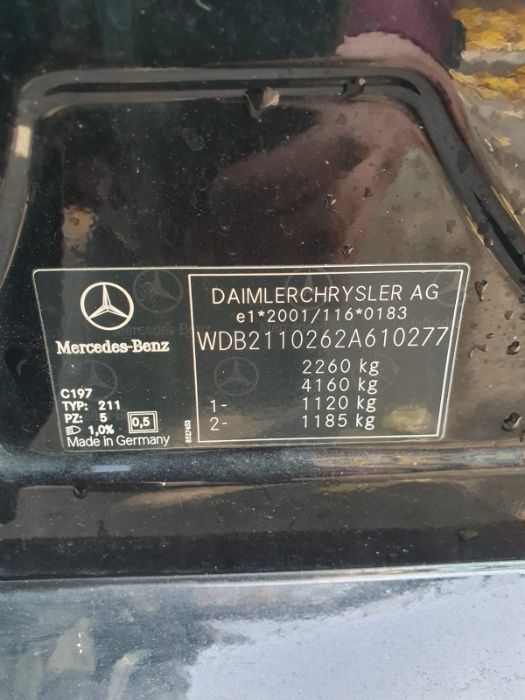 Mercedes-Benz
C197
TYP: 211
PZ: 5
1,0%
0,5
Made in Germany
DAIMLERCHRYSLER AG
e1*2001/116*0183
WDB2110262A610277
2260 kg
4160 kg
1- 1120 kg
2- 1185 kg